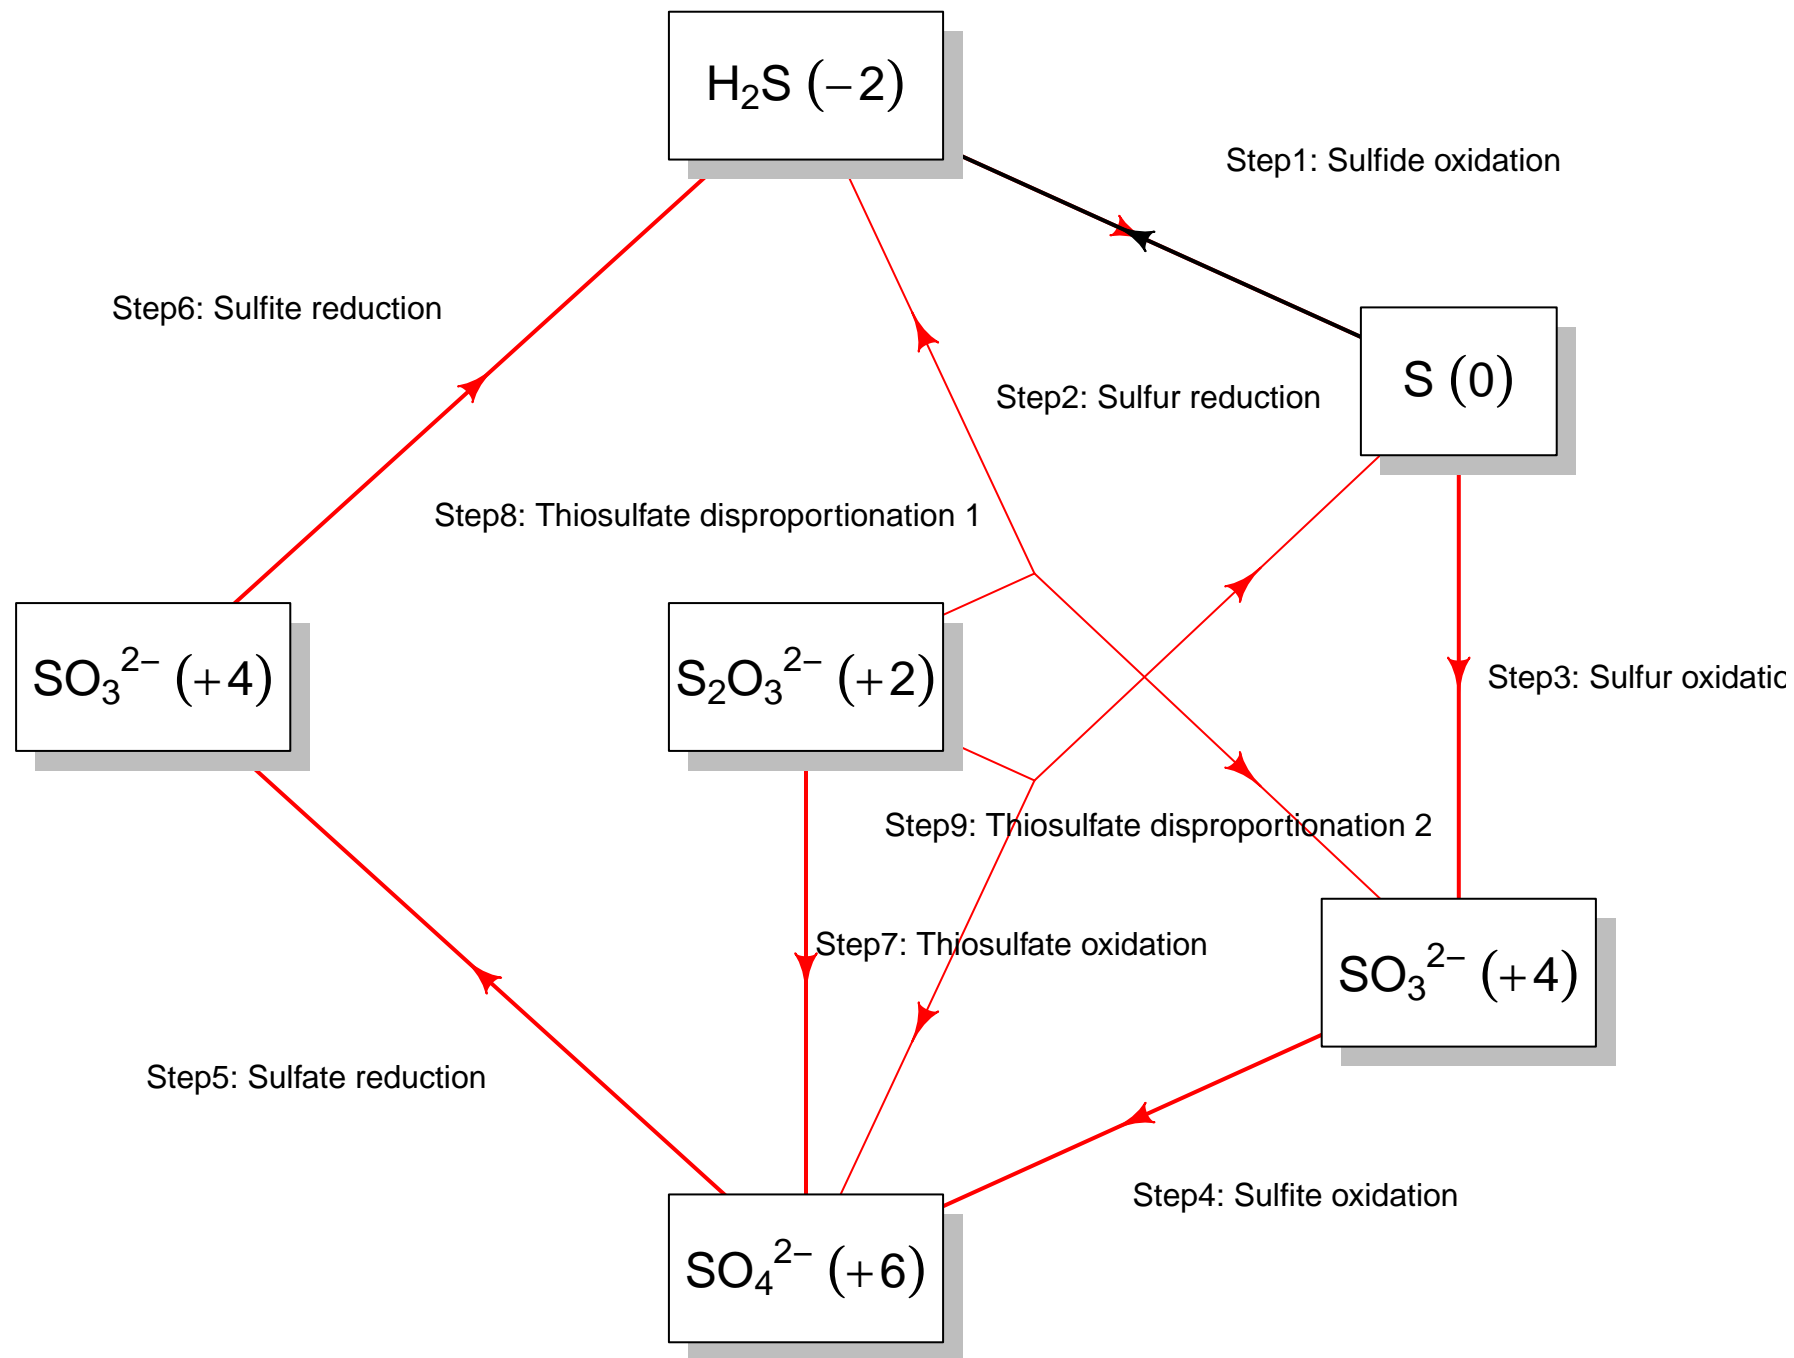 H₂S (−2)
Step1: Sulfide oxidation
Step6: Sulfite reduction
S (0)
Step2: Sulfur reduction
Step8: Thiosulfate disproportionation 1
SO₃²⁻ (+4)
S₂O₃²⁻ (+2)
Step3: Sulfur oxidatio
Step9: Thiosulfate disproportionation 2
Step7: Thiosulfate oxidation
SO₃²⁻ (+4)
Step5: Sulfate reduction
Step4: Sulfite oxidation
SO₄²⁻ (+6)